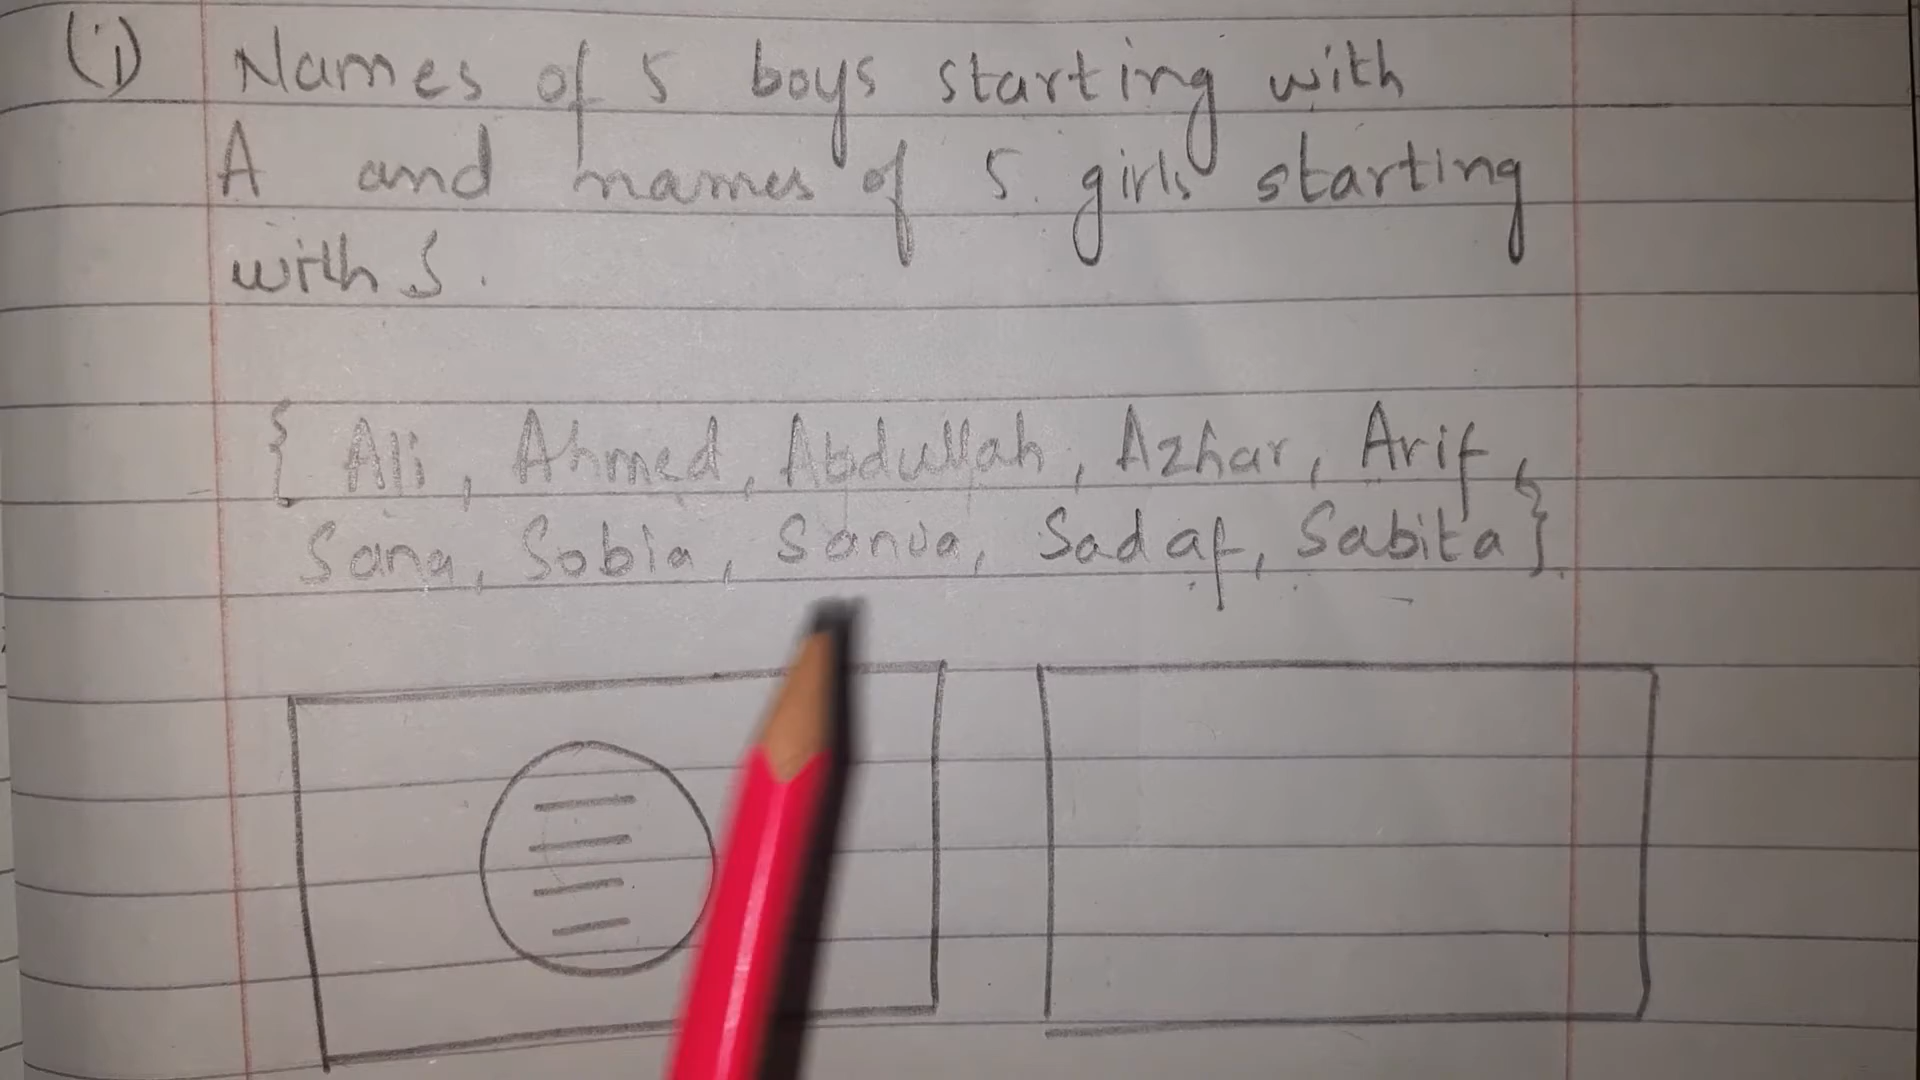 (i) Names of 5 boys starting with
A and names of 5 girls starting
with S.
{ Ali, Ahmed, Abdullah, Azhar, Arif,
Sana, Sobia, Sania, Sadaf, Sabita }.